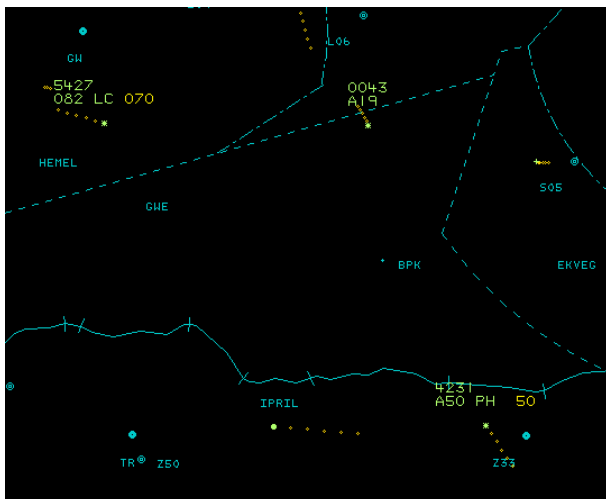 L06
GW
5427
082 LC 070
0043
A19
HEMEL
S05
GWE
BPK
EKVEG
4231
A50 PH 50
IPRIL
TR
Z50
Z33